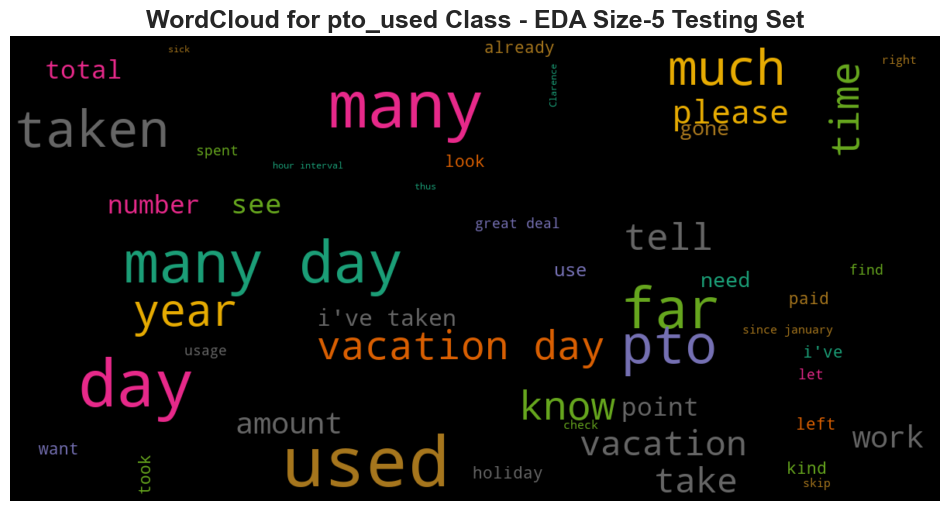 WordCloud for pto_used Class - EDA Size-5 Testing Set
sick
already
much
right
total
many
Clarence
please
time
taken
gone
spent
look
hour interval
thus
number
see
great deal
tell
many day
use
need
find
year
i've taken
far
paid
since january
usage
vacation day
pto
i've
let
day
know
point
amount
check
left
want
used
vacation
work
took
holiday
take
kind
skip